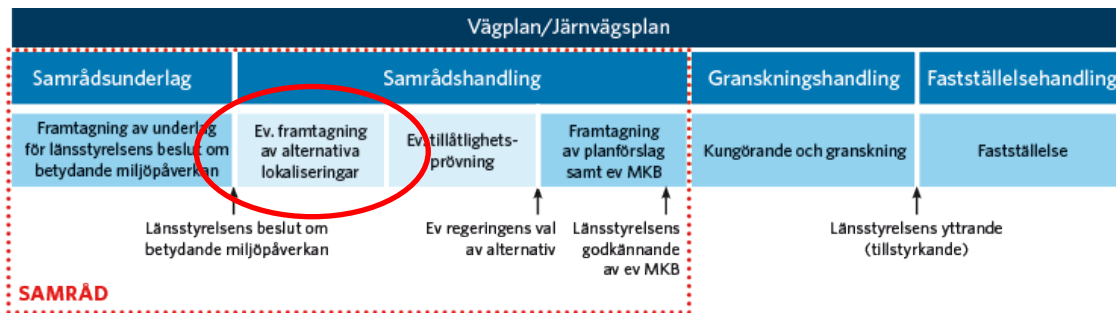 Vägplan/Järnvägsplan
Samrådsunderlag
Samrådshandling
Granskningshandling
Fastställelsehandling
Framtagning av underlag
för länsstyrelsens beslut om
betydande miljöpåverkan
Ev. framtagning
av alternativa
lokaliseringar
Ev. tillåtlighets-
prövning
Framtagning
av planförslag
samt ev MKB
Kungörande och granskning
Fastställelse
Länsstyrelsens beslut om
betydande miljöpåverkan
Ev regeringens val
av alternativ
Länsstyrelsens
godkännande
av ev MKB
Länsstyrelsens yttrande
(tillstyrkande)
SAMRÅD